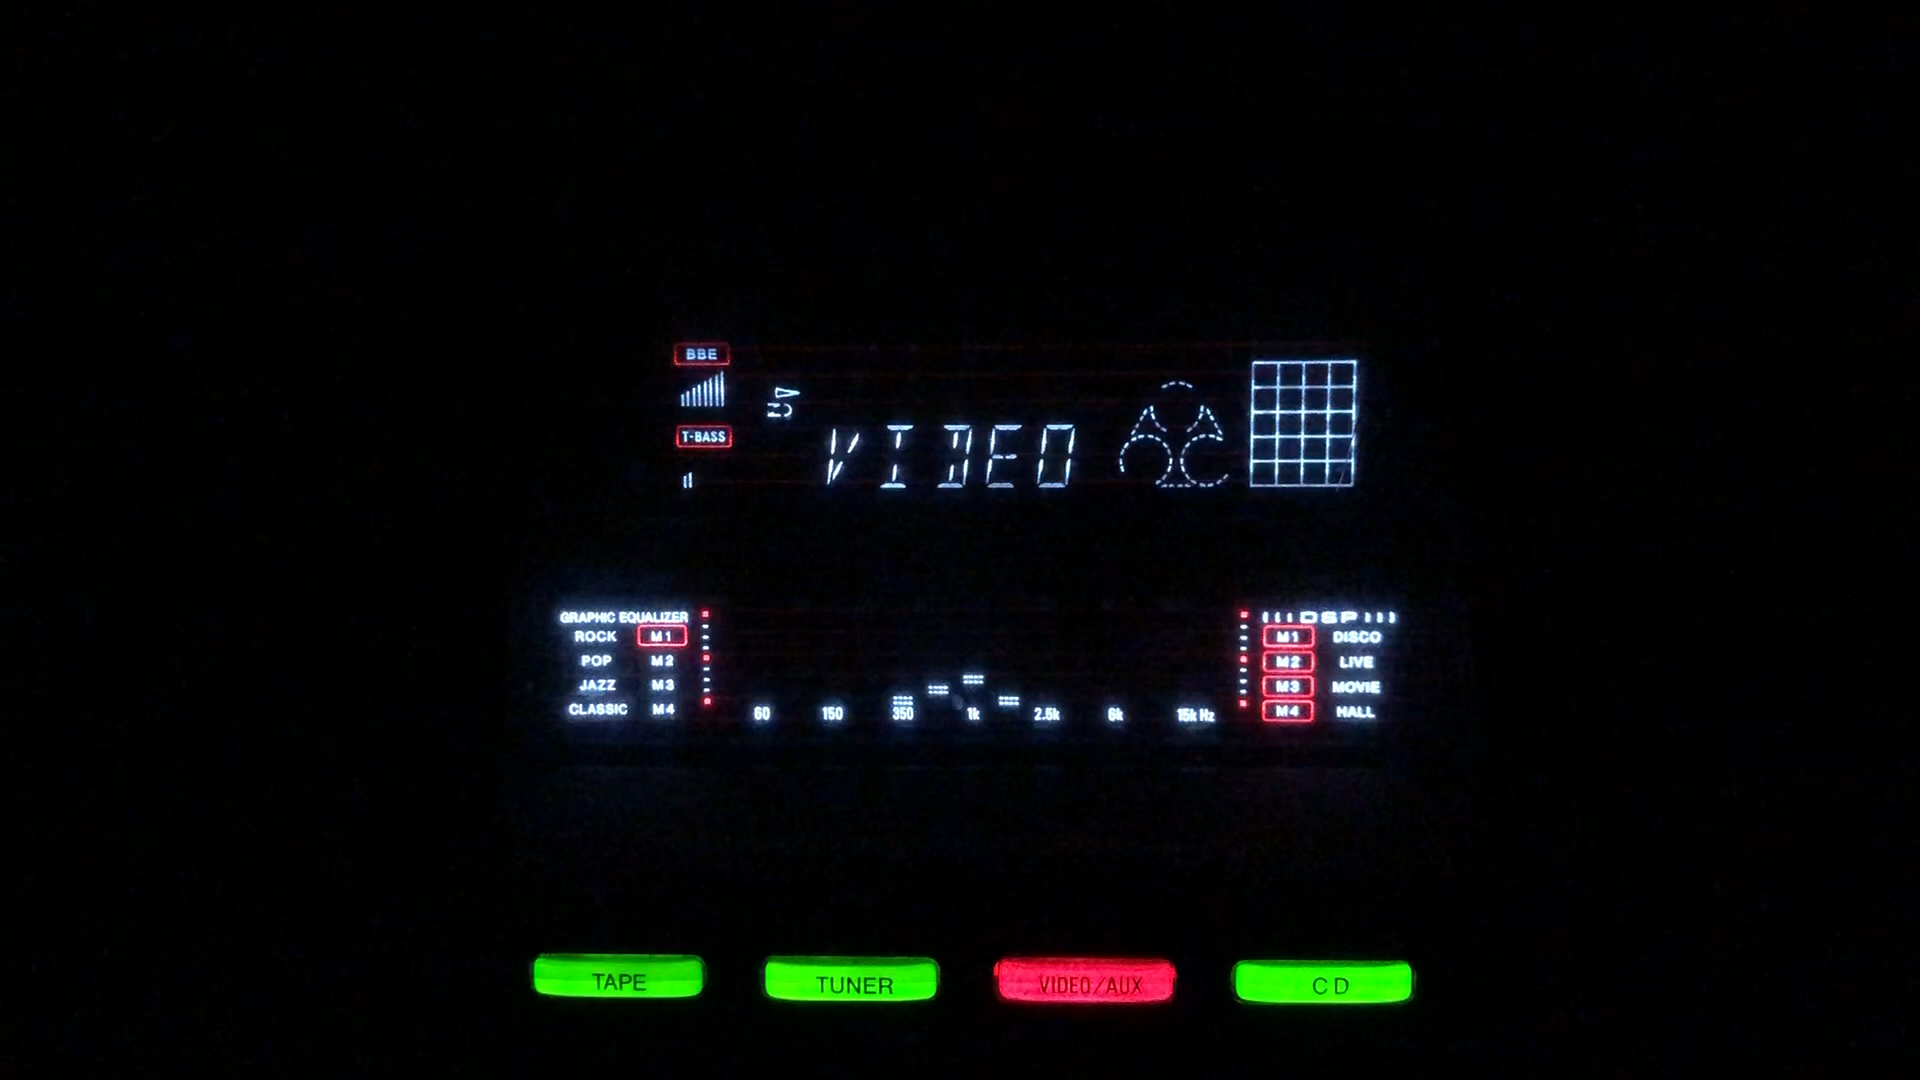 BBE
T-BASS
VIDEO
GRAPHIC EQUALIZER
ROCK M1
POP M2
JAZZ M3
CLASSIC M4
60 150 350 1k 2.5k 6k 15k Hz
DSP
M1 DISCO
M2 LIVE
M3 MOVIE
M4 HALL
TAPE
TUNER
VIDEO/AUX
CD